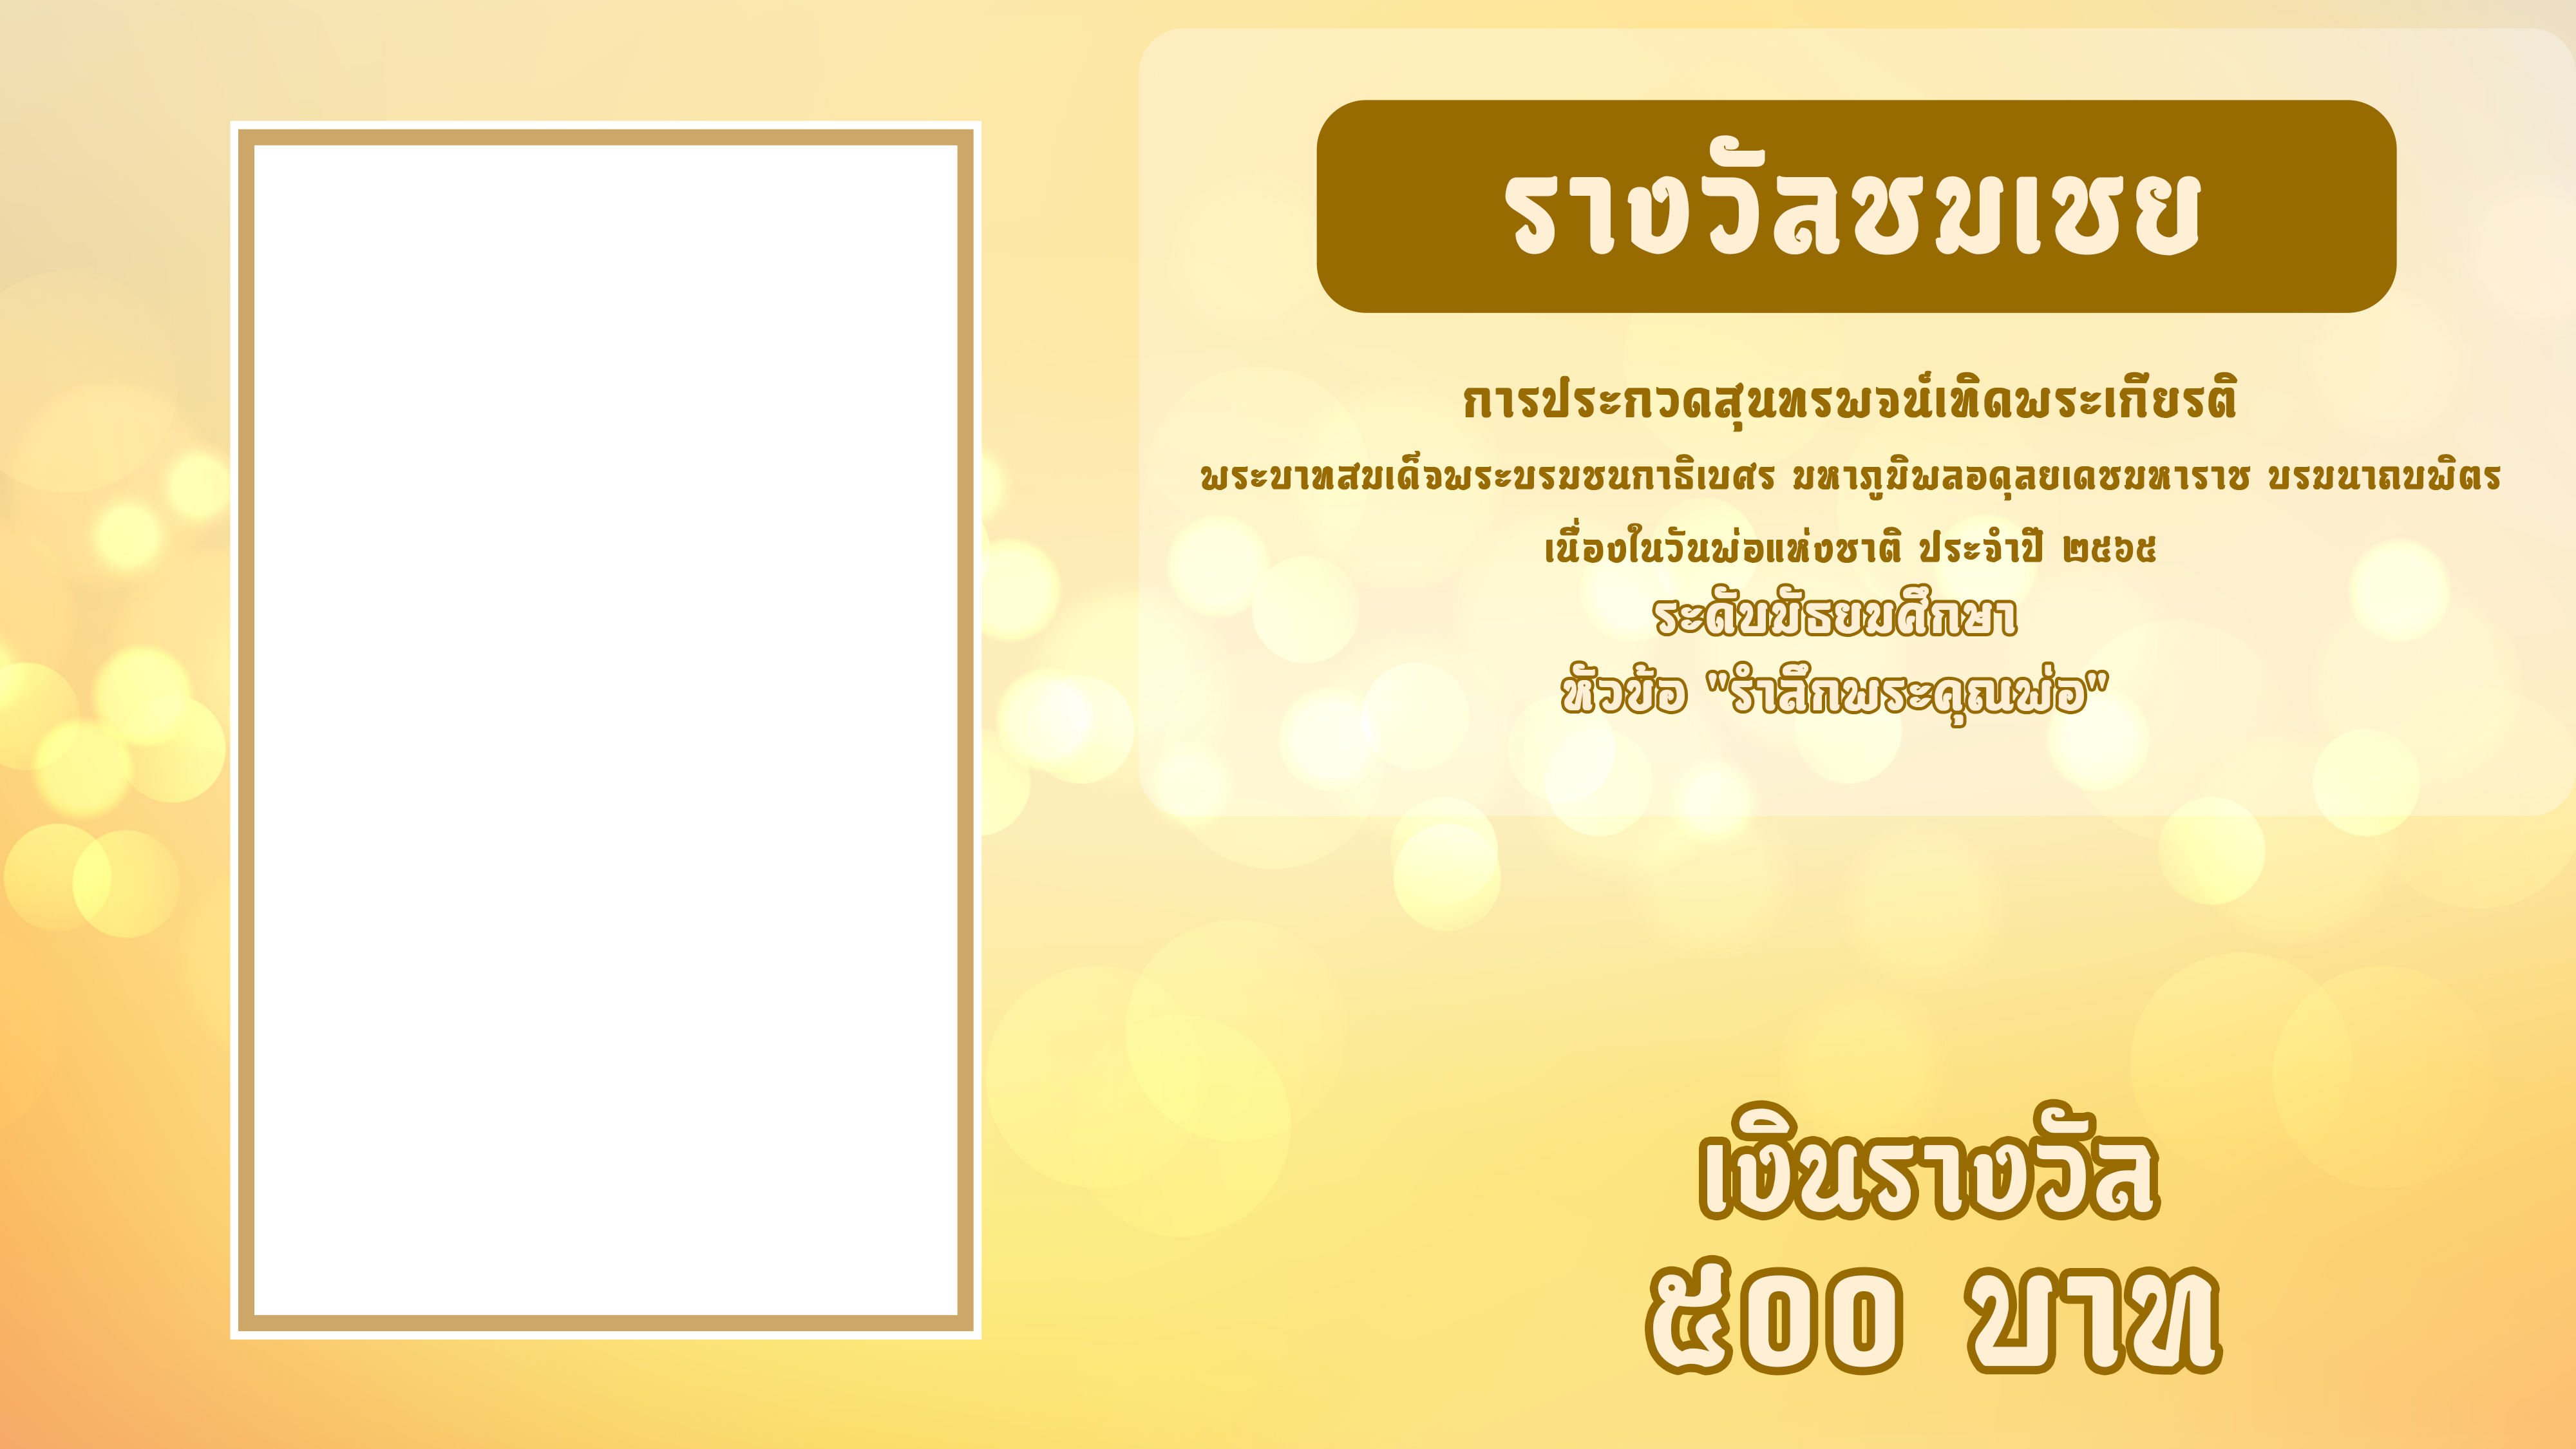 รางวัลชมเชย
การประกวดสุนทรพจน์เทิดพระเกียรติ
พระบาทสมเด็จพระบรมชนกาธิเบศร มหาภูมิพลอดุลยเดชมหาราช บรมนาถบพิตร
เนื่องในวันพ่อแห่งชาติ ประจำปี ๒๕๖๕
ระดับมัธยมศึกษา
หัวข้อ "รำลึกพระคุณพ่อ"
เงินรางวัล
๕๐๐ บาท